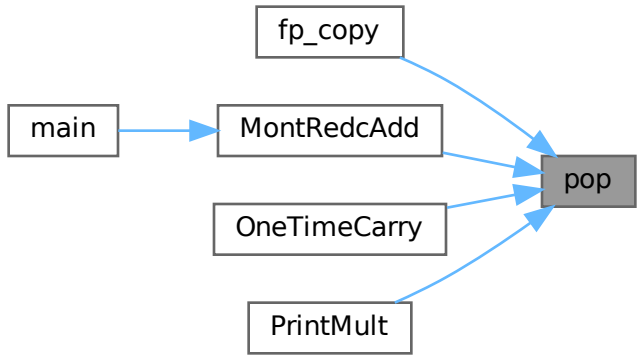 fp_copy
main
MontRedcAdd
pop
OneTimeCarry
PrintMult